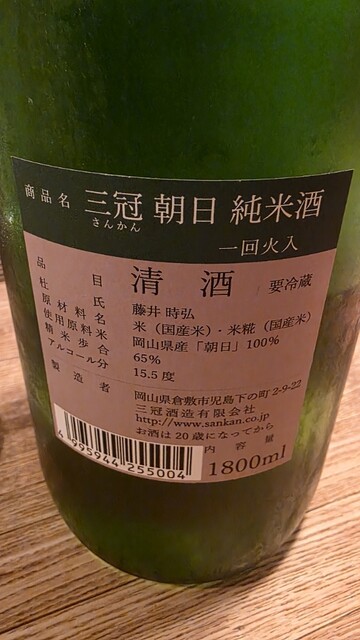 商品名 三冠 朝日 純米酒
さんかん
一回火入
品目 清酒 要冷蔵
杜氏 藤井 時弘
原材料名 米(国産米)・米糀(国産米)
使用原料米 岡山県産「朝日」100%
精米歩合 65%
アルコール分 15.5度
製造者 岡山県倉敷市児島下の町2-9-22
三冠酒造有限会社
http://www.sankan.co.jp
お酒は20歳になってから
内容量
1800ml
4 995944 255004